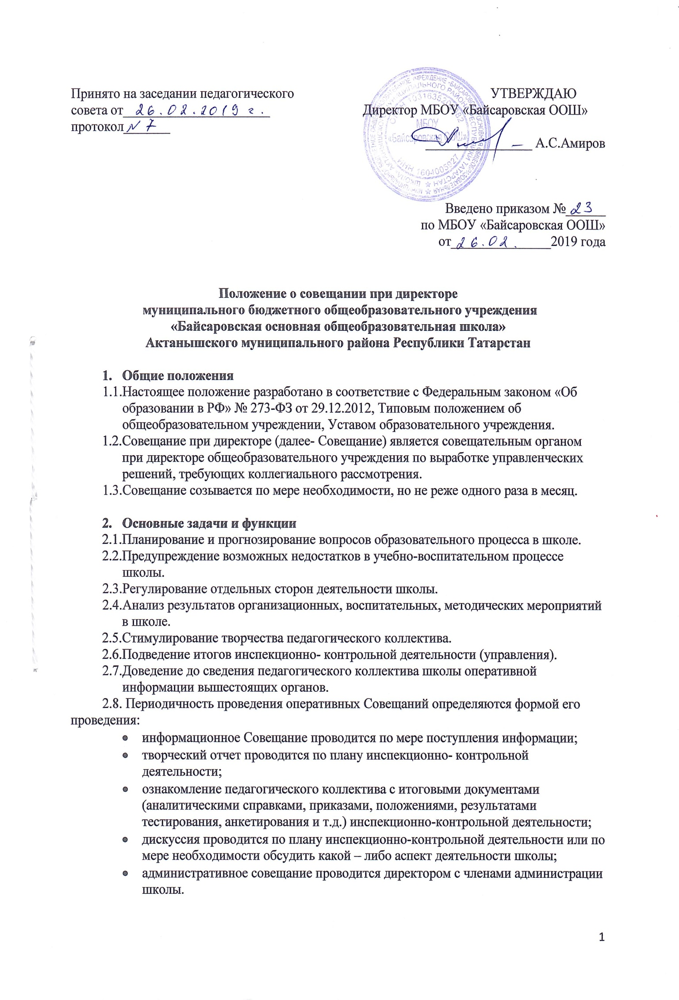 Принято на заседании педагогического
совета от 26.02.2019 г.
протокол № 7
УТВЕРЖДАЮ
Директор МБОУ «Байсаровская ООШ»
А.С.Амиров
МБОУ
«Байсаровская ООШ»
ИНН 1604005927
Введено приказом № 23
по МБОУ «Байсаровская ООШ»
от 26.02. 2019 года
Положение о совещании при директоре
муниципального бюджетного общеобразовательного учреждения
«Байсаровская основная общеобразовательная школа»
Актанышского муниципального района Республики Татарстан
1. Общие положения
1.1.Настоящее положение разработано в соответствие с Федеральным законом «Об
образовании в РФ» № 273-ФЗ от 29.12.2012, Типовым положением об
общеобразовательном учреждении, Уставом образовательного учреждения.
1.2.Совещание при директоре (далее- Совещание) является совещательным органом
при директоре общеобразовательного учреждения по выработке управленческих
решений, требующих коллегиального рассмотрения.
1.3.Совещание созывается по мере необходимости, но не реже одного раза в месяц.
2. Основные задачи и функции
2.1.Планирование и прогнозирование вопросов образовательного процесса в школе.
2.2.Предупреждение возможных недостатков в учебно-воспитательном процессе
школы.
2.3.Регулирование отдельных сторон деятельности школы.
2.4.Анализ результатов организационных, воспитательных, методических мероприятий
в школе.
2.5.Стимулирование творчества педагогического коллектива.
2.6.Подведение итогов инспекционно- контрольной деятельности (управления).
2.7.Доведение до сведения педагогического коллектива школы оперативной
информации вышестоящих органов.
2.8. Периодичность проведения оперативных Совещаний определяются формой его
проведения:
• информационное Совещание проводится по мере поступления информации;
• творческий отчет проводится по плану инспекционно- контрольной
деятельности;
• ознакомление педагогического коллектива с итоговыми документами
(аналитическими справками, приказами, положениями, результатами
тестирования, анкетирования и т.д.) инспекционно-контрольной деятельности;
• дискуссия проводится по плану инспекционно-контрольной деятельности или по
мере необходимости обсудить какой – либо аспект деятельности школы;
• административное совещание проводится директором с членами администрации
школы.
1